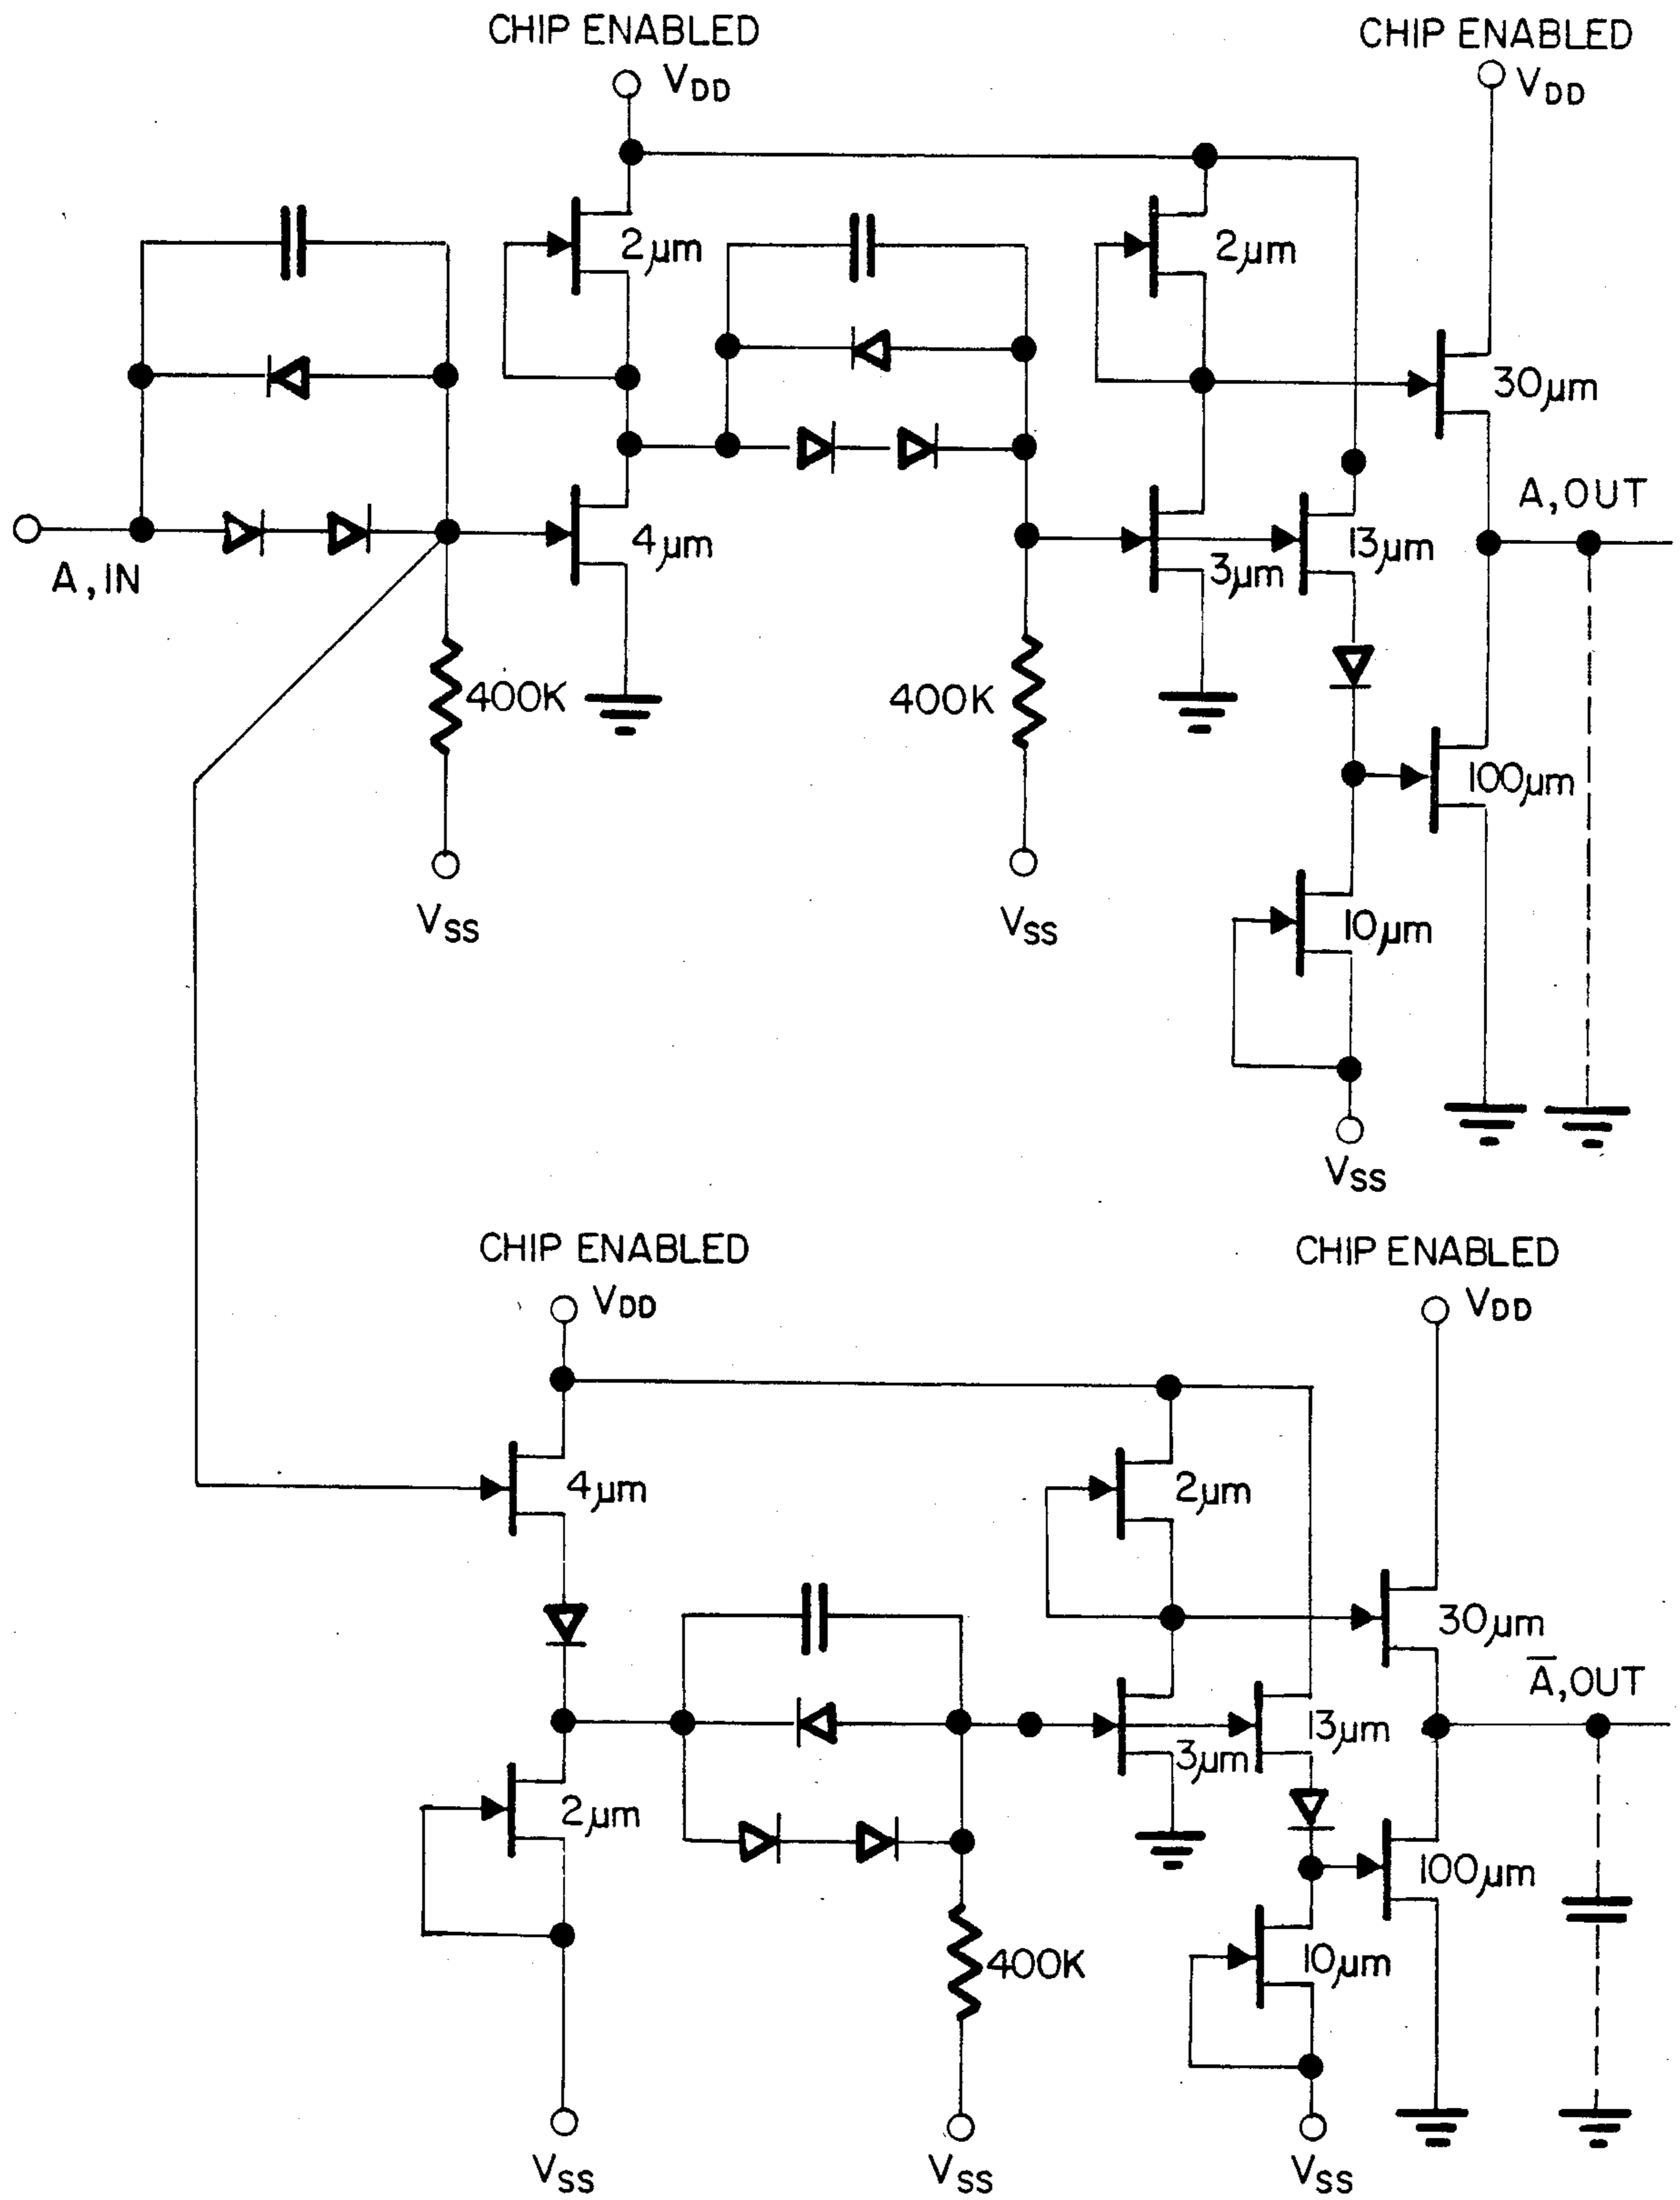 CHIP ENABLED
CHIP ENABLED
VDD
VDD
2µm
2µm
30µm
A,OUT
A,IN
4µm
3µm
13µm
400K
400K
100µm
VSS
VSS
10µm
VSS
CHIP ENABLED
CHIP ENABLED
VDD
VDD
4µm
2µm
30µm
A̅,OUT
2µm
3µm
13µm
100µm
400K
10µm
VSS
VSS
VSS